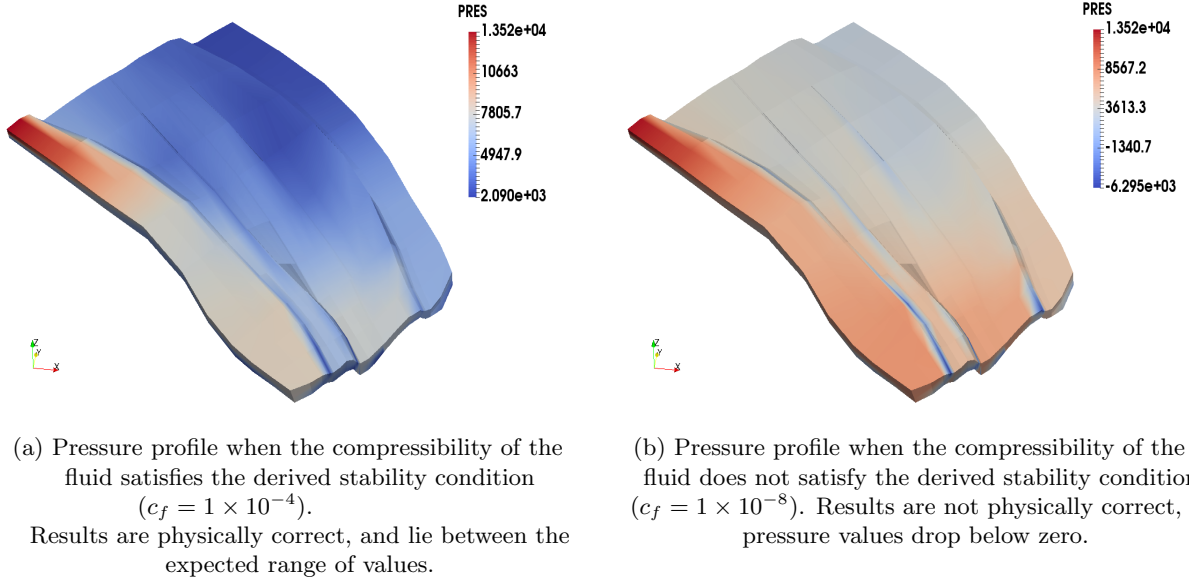 PRES
1.352e+04
10663
7805.7
4947.9
2.090e+03
Z
Y
X
PRES
1.352e+04
8567.2
3613.3
-1340.7
-6.295e+03
Z
Y
X
(a) Pressure profile when the compressibility of the
fluid satisfies the derived stability condition
(c_f = 1 × 10⁻⁴).
Results are physically correct, and lie between the
expected range of values.
(b) Pressure profile when the compressibility of the
fluid does not satisfy the derived stability condition
(c_f = 1 × 10⁻⁸). Results are not physically correct,
pressure values drop below zero.